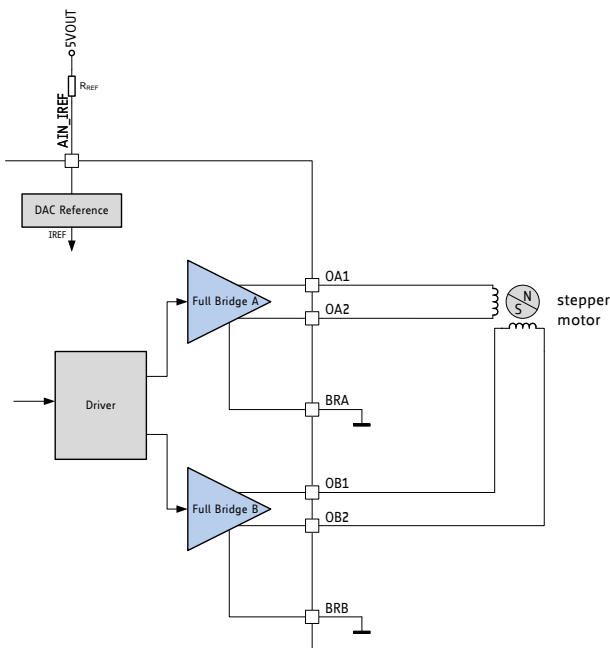 5VOUT
RREF
AIN_IREF
DAC Reference
IREF
Full Bridge A
OA1
OA2
N
S
stepper
motor
BRA
Driver
Full Bridge B
OB1
OB2
BRB